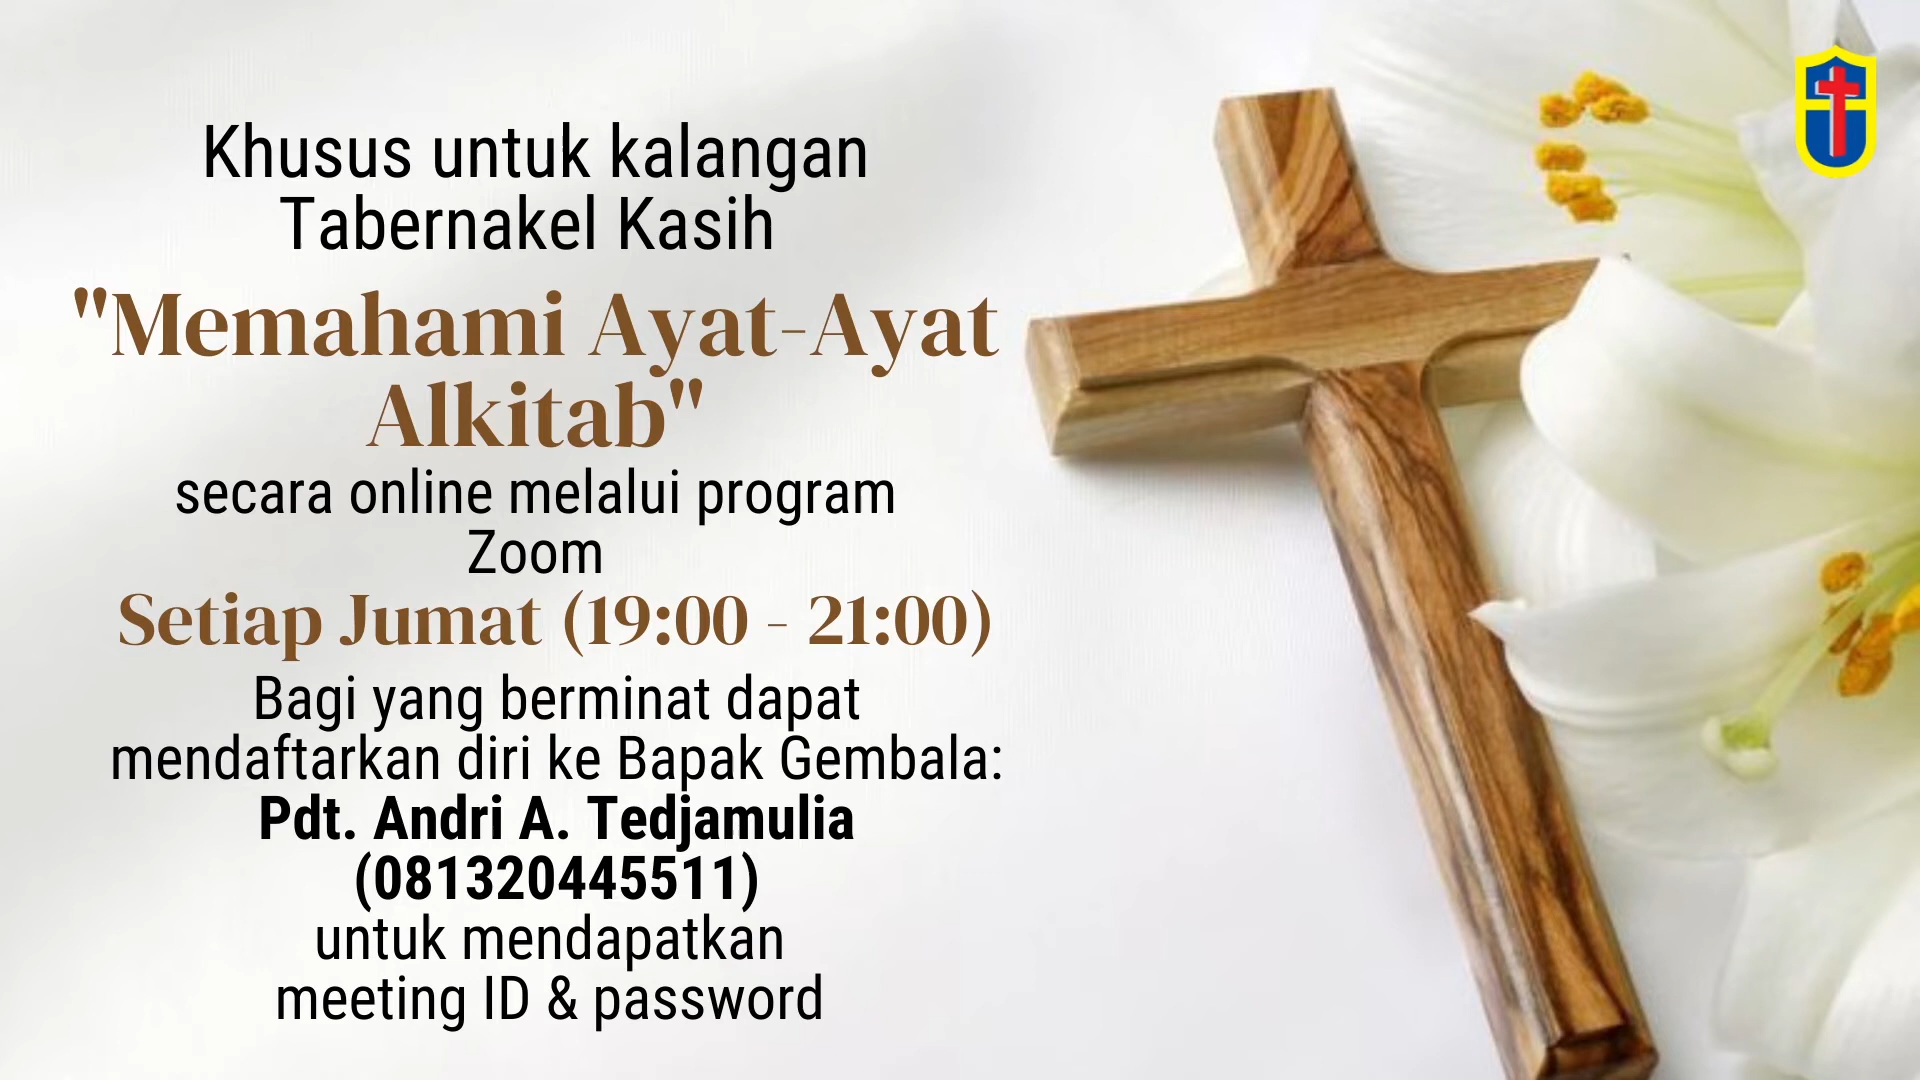 Khusus untuk kalangan
Tabernakel Kasih
"Memahami Ayat-Ayat
Alkitab"
secara online melalui program
Zoom
Setiap Jumat (19:00 - 21:00)
Bagi yang berminat dapat
mendaftarkan diri ke Bapak Gembala:
Pdt. Andri A. Tedjamulia
(081320445511)
untuk mendapatkan
meeting ID & password